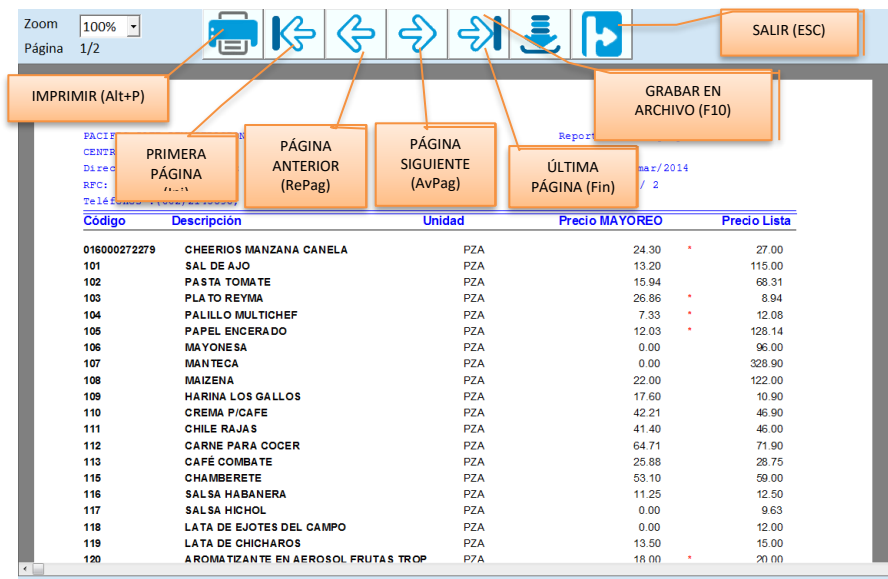 Zoom 100%
Página 1/2
SALIR (ESC)
IMPRIMIR (Alt+P)
GRABAR EN
ARCHIVO (F10)
PRIMERA
PÁGINA
PÁGINA
ANTERIOR
(RePag)
PÁGINA
SIGUIENTE
(AvPag)
ÚLTIMA
PÁGINA (Fin)
mar/2014
RFC: / 2
Código Descripción Unidad Precio MAYOREO Precio Lista
016000272279 CHEERIOS MANZANA CANELA PZA 24.30 * 27.00
101 SAL DE AJO PZA 13.20 115.00
102 PASTA TOMATE PZA 15.94 68.31
103 PLATO REYMA PZA 26.86 * 8.94
104 PALILLO MULTICHEF PZA 7.33 * 12.08
105 PAPEL ENCERADO PZA 12.03 * 128.14
106 MAYONESA PZA 0.00 96.00
107 MANTECA PZA 0.00 328.90
108 MAIZENA PZA 22.00 122.00
109 HARINA LOS GALLOS PZA 17.60 10.90
110 CREMA P/CAFE PZA 42.21 46.90
111 CHILE RAJAS PZA 41.40 46.00
112 CARNE PARA COCER PZA 64.71 71.90
113 CAFÉ COMBATE PZA 25.88 28.75
115 CHAMBERETE PZA 53.10 59.00
116 SALSA HABANERA PZA 11.25 12.50
117 SALSA HICHOL PZA 0.00 9.63
118 LATA DE EJOTES DEL CAMPO PZA 0.00 12.00
119 LATA DE CHICHAROS PZA 13.50 15.00
120 AROMATIZANTE EN AEROSOL FRUTAS TROP PZA 18.00 * 20.00